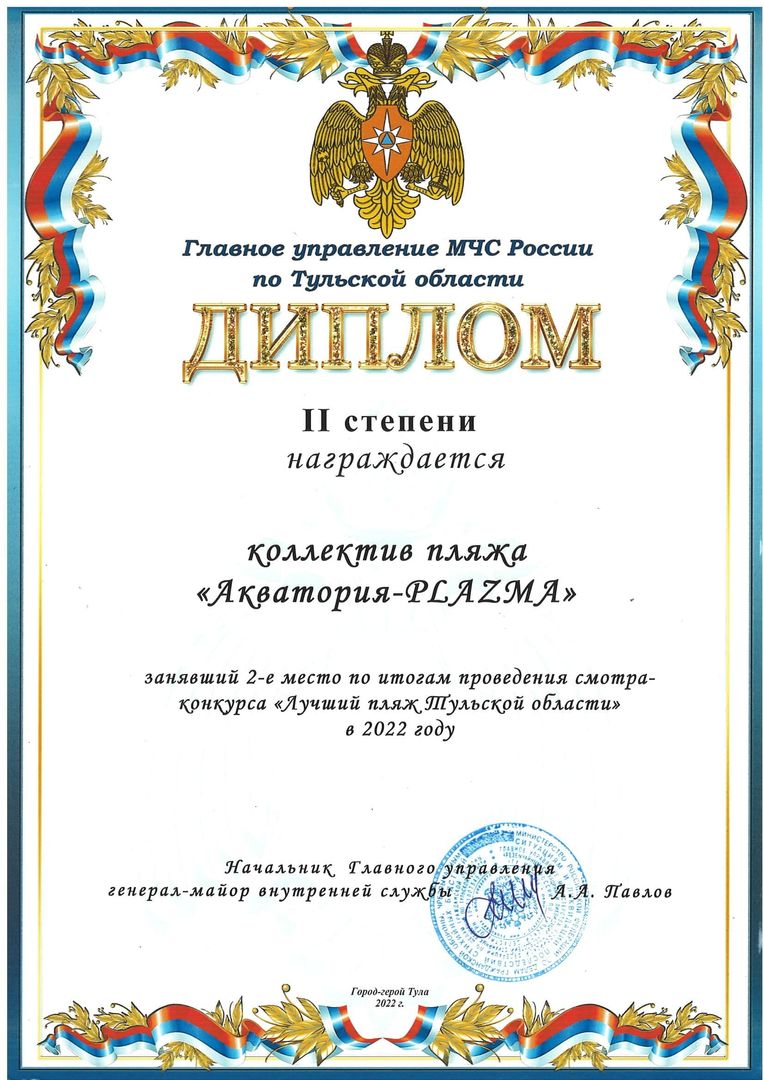 Главное управление МЧС России
по Тульской области
ДИПЛОМ
II степени
награждается
коллектив пляжа
«Акватория-PLAZMA»
занявший 2-е место по итогам проведения смотра-
конкурса «Лучший пляж Тульской области»
в 2022 году
Начальник Главного управления
генерал-майор внутренней службы А.А. Павлов
Город-герой Тула
2022 г.